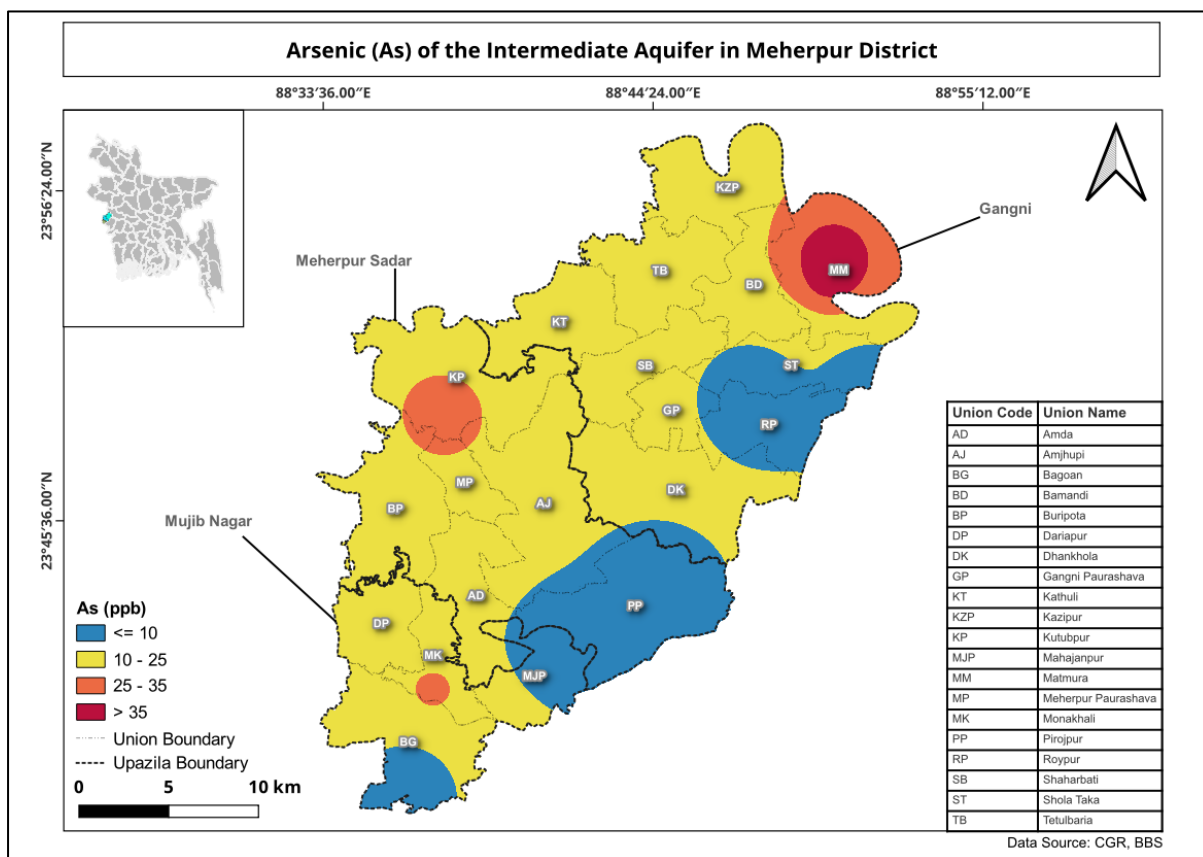 Arsenic (As) of the Intermediate Aquifer in Meherpur District
88°33′36.00″E 88°44′24.00″E 88°55′12.00″E
23°56′24.00″N
23°45′36.00″N
Gangni
Meherpur Sadar
Mujib Nagar
KZP
MM
TB
BD
KT
SB
ST
KP
GP
RP
MP
DK
AJ
BP
AD
PP
DP
MK
MJP
BG
As (ppb)
<= 10
10 - 25
25 - 35
> 35
Union Boundary
Upazila Boundary
0 5 10 km
Union Code Union Name
AD Amda
AJ Amjhupi
BG Bagoan
BD Bamandi
BP Buripota
DP Dariapur
DK Dhankhola
GP Gangni Paurashava
KT Kathuli
KZP Kazipur
KP Kutubpur
MJP Mahajanpur
MM Matmura
MP Meherpur Paurashava
MK Monakhali
PP Pirojpur
RP Roypur
SB Shaharbati
ST Shola Taka
TB Tetulbaria
Data Source: CGR, BBS